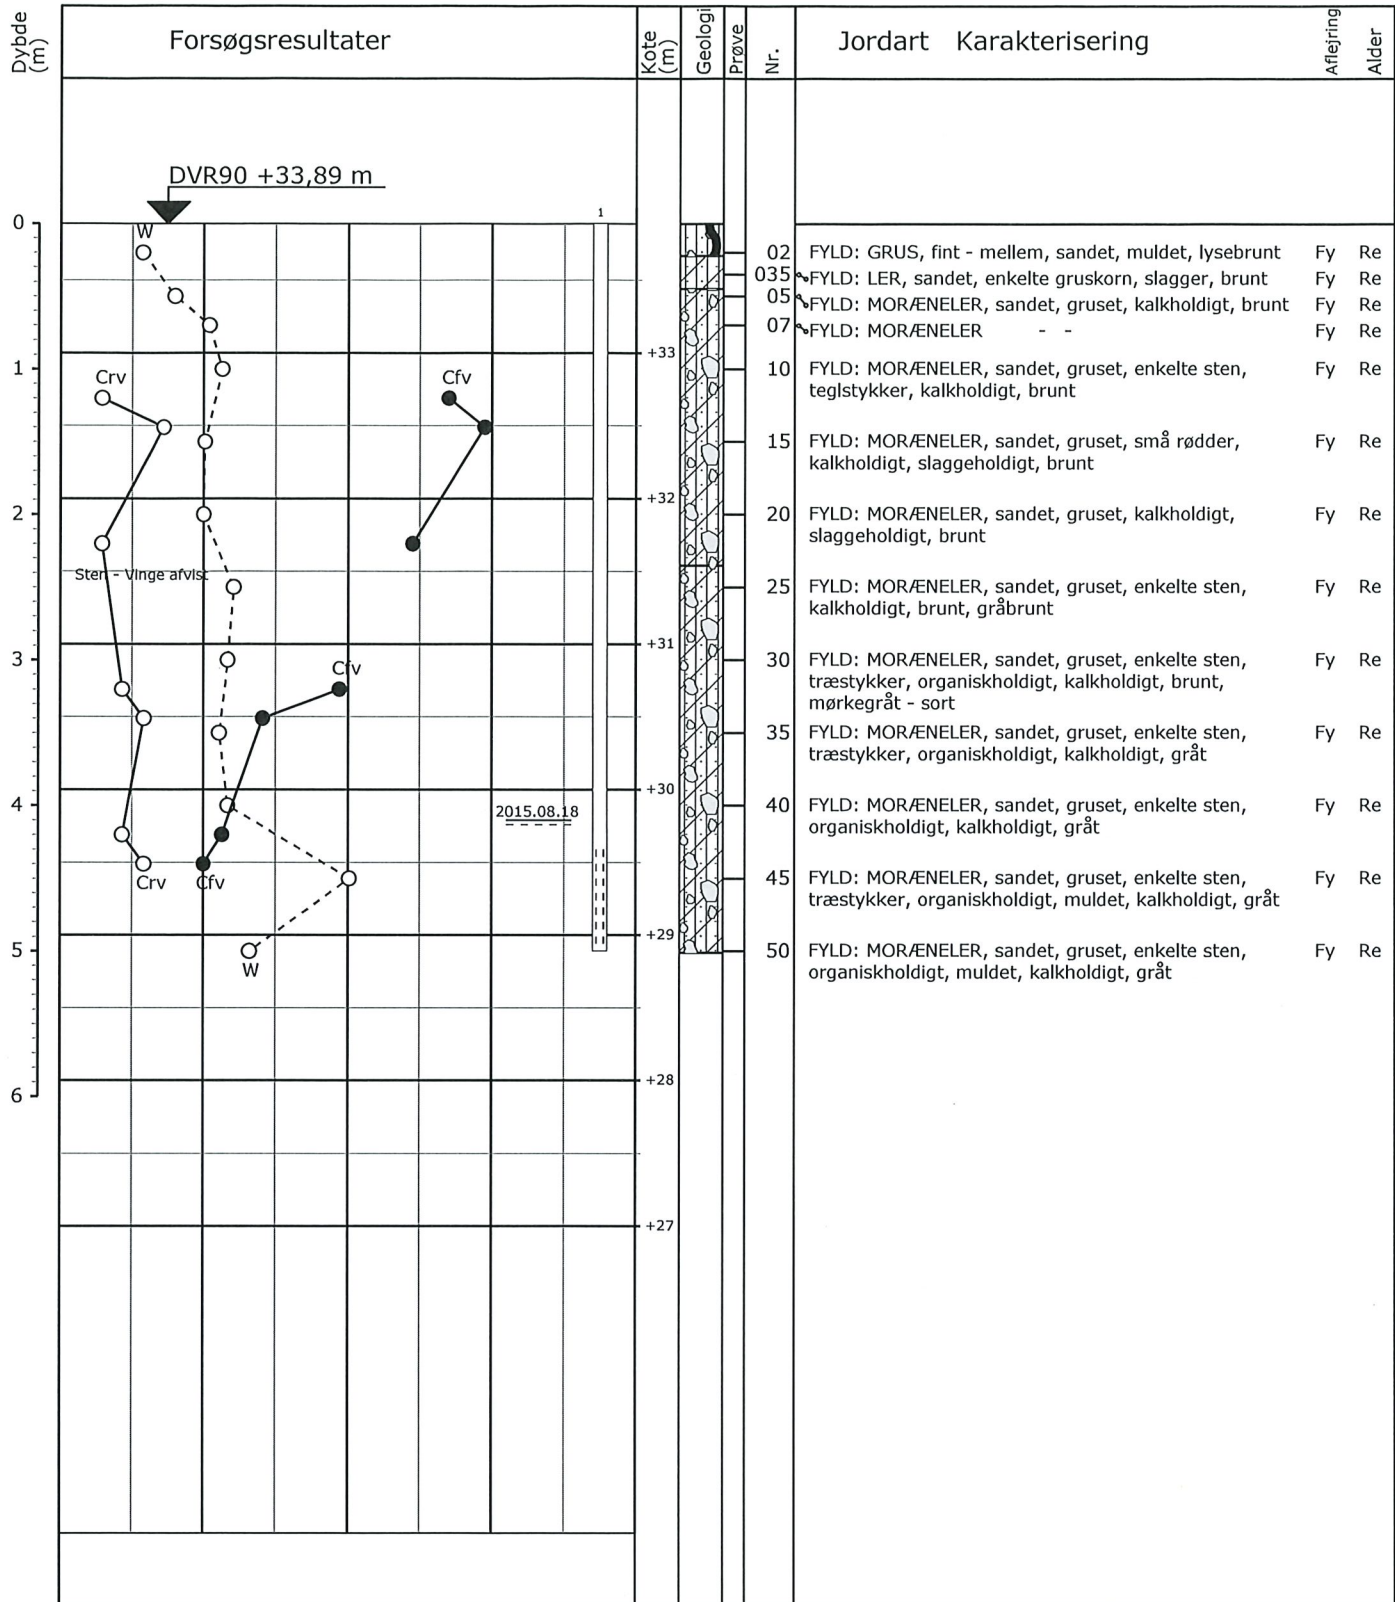 Dybde
(m)
Forsøgsresultater
Kote
(m)
Geologi
Prøve
Nr.
Jordart Karakterisering
Aflejring
Alder
DVR90 +33,89 m
1
0
W
02 FYLD: GRUS, fint - mellem, sandet, muldet, lysebrunt Fy Re
035 FYLD: LER, sandet, enkelte gruskorn, slagger, brunt Fy Re
05 FYLD: MORÆNELER, sandet, gruset, kalkholdigt, brunt Fy Re
07 FYLD: MORÆNELER - - Fy Re
+33
1
Crv
Cfv
10 FYLD: MORÆNELER, sandet, gruset, enkelte sten, Fy Re
teglstykker, kalkholdigt, brunt
15 FYLD: MORÆNELER, sandet, gruset, små rødder, Fy Re
kalkholdigt, slaggeholdigt, brunt
+32
2
20 FYLD: MORÆNELER, sandet, gruset, kalkholdigt, Fy Re
slaggeholdigt, brunt
Sten - Vinge afvist
25 FYLD: MORÆNELER, sandet, gruset, enkelte sten, Fy Re
kalkholdigt, brunt, gråbrunt
+31
3
Cfv
30 FYLD: MORÆNELER, sandet, gruset, enkelte sten, Fy Re
træstykker, organiskholdigt, kalkholdigt, brunt,
mørkegråt - sort
35 FYLD: MORÆNELER, sandet, gruset, enkelte sten, Fy Re
træstykker, organiskholdigt, kalkholdigt, gråt
+30
4
2015.08.18
40 FYLD: MORÆNELER, sandet, gruset, enkelte sten, Fy Re
organiskholdigt, kalkholdigt, gråt
Crv
Cfv
45 FYLD: MORÆNELER, sandet, gruset, enkelte sten, Fy Re
træstykker, organiskholdigt, muldet, kalkholdigt, gråt
+29
5
W
50 FYLD: MORÆNELER, sandet, gruset, enkelte sten, Fy Re
organiskholdigt, muldet, kalkholdigt, gråt
+28
6
+27